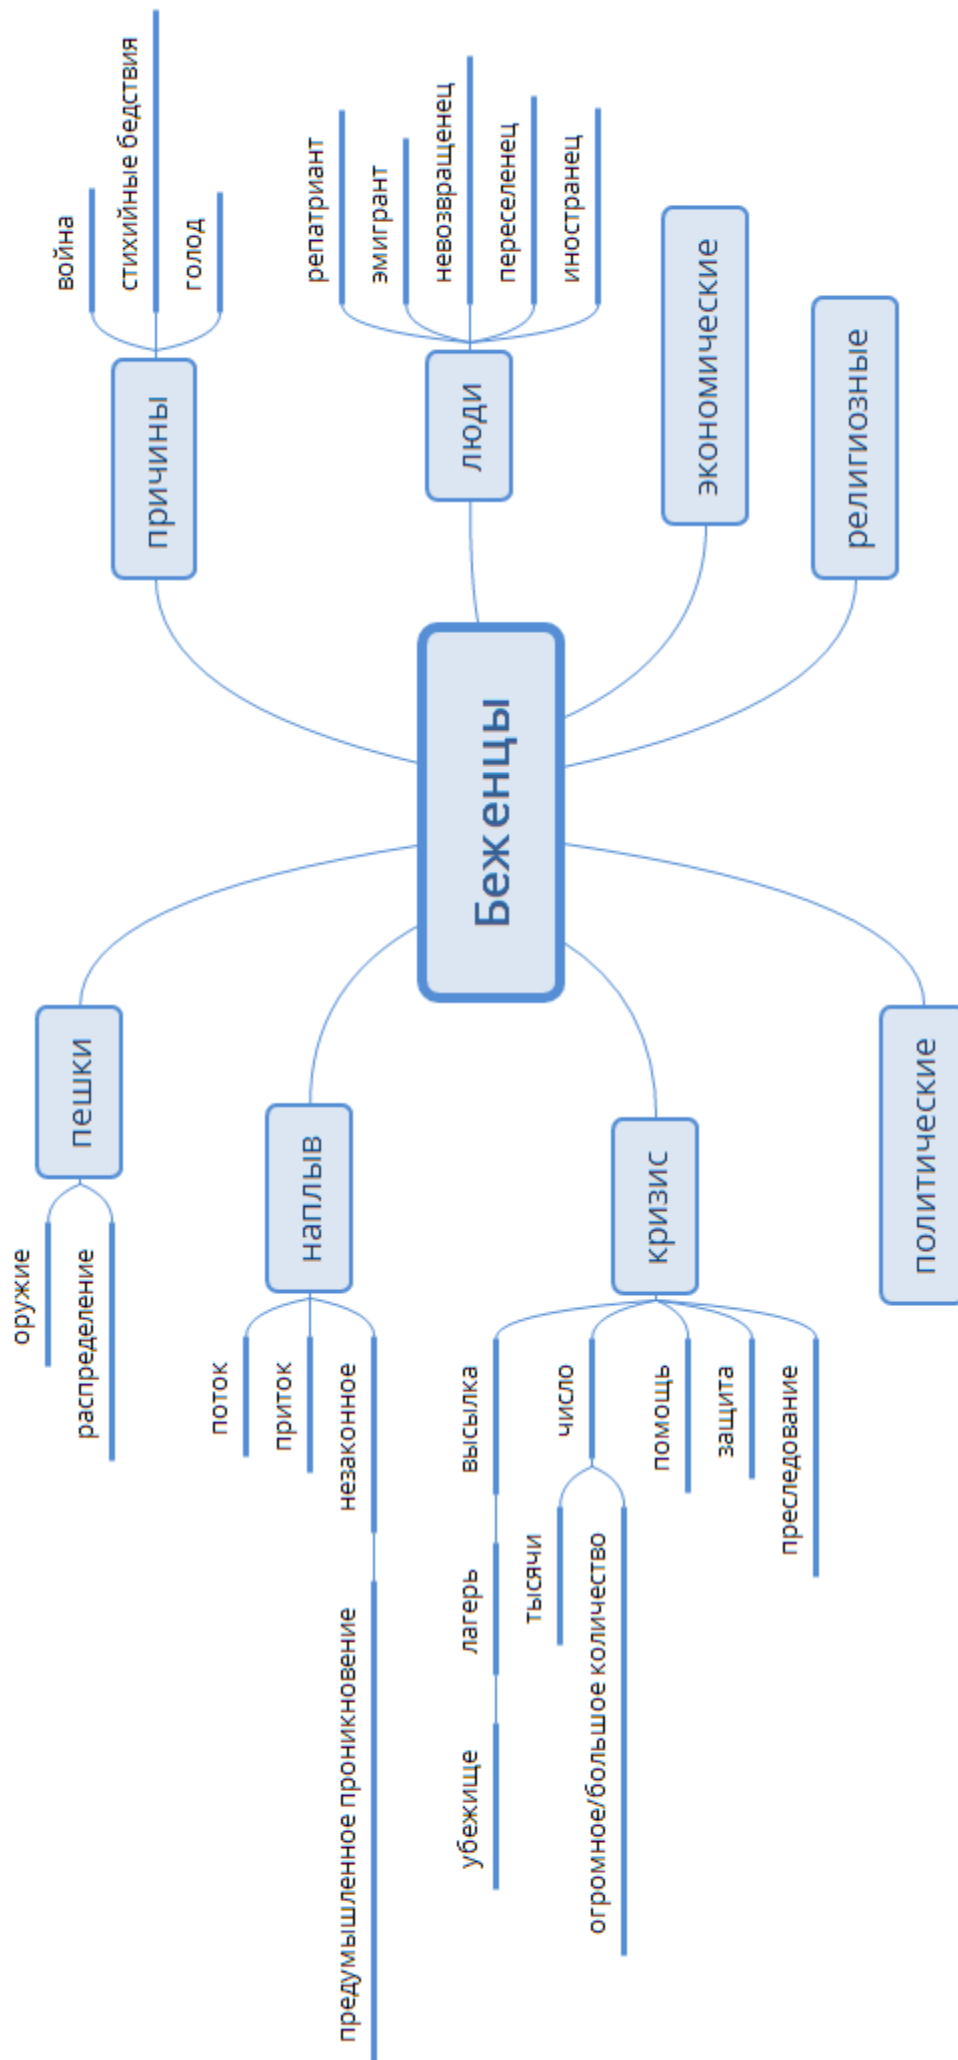 Беженцы
причины
война
стихийные бедствия
голод
люди
репатриант
эмигрант
невозвращенец
переселенец
иностранец
экономические
религиозные
политические
кризис
высылка
лагерь
убежище
число
тысячи
огромное/большое количество
помощь
защита
преследование
наплыв
поток
приток
незаконное
предумышленное проникновение
пешки
оружие
распределение